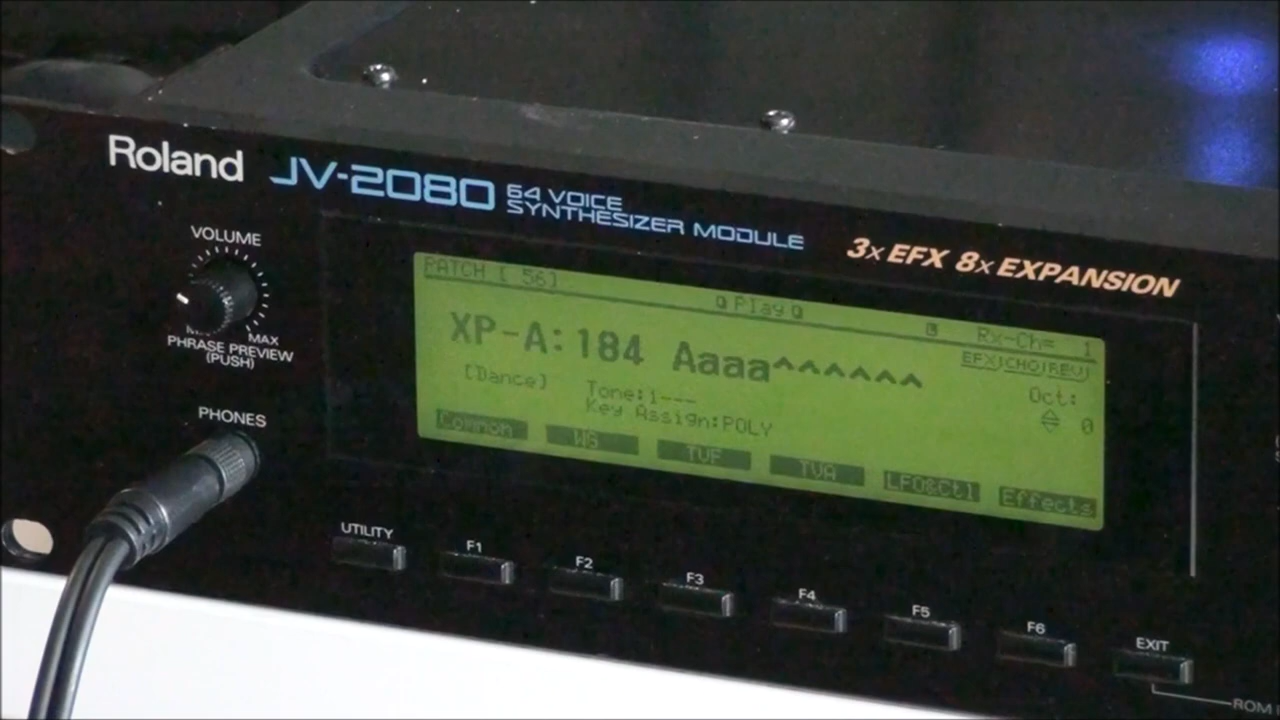 Roland JV-2080 64 VOICE
SYNTHESIZER MODULE
3x EFX 8x EXPANSION
VOLUME
MAX
PHRASE PREVIEW
(PUSH)
PHONES
PATCH [ 56]
Play
Rx-Ch= 1
XP-A:184 Aaaa^^^^^^
EFX|CHO|REV|
[Dance]
Tone:1---
Key Assign:POLY
Oct:
0
Common WG TVF TVA LFO&Ctl Effects
UTILITY F1 F2 F3 F4 F5 F6 EXIT
ROM